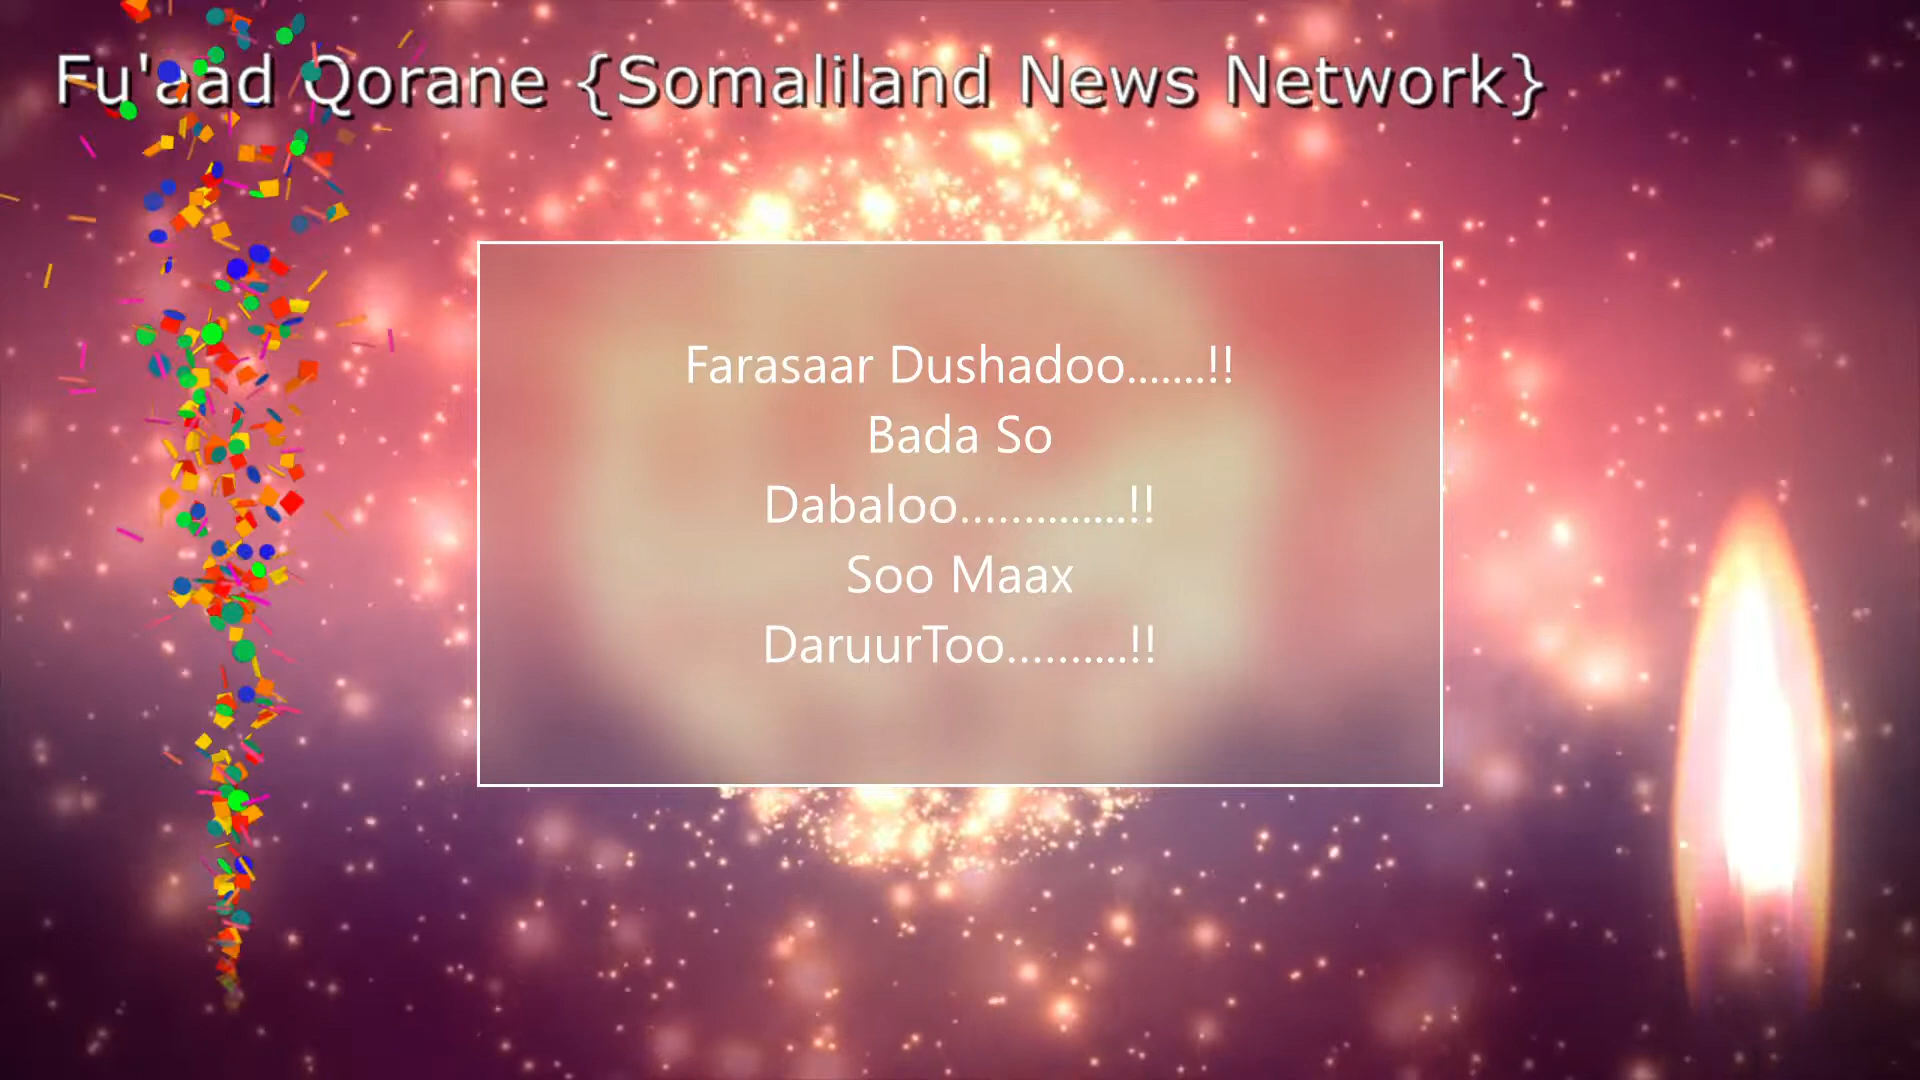 Fu'aad Qorane {Somaliland News Network}
Farasaar Dushadoo.......!!
Bada So
Dabaloo..............!!
Soo Maax
DaruurToo..........!!